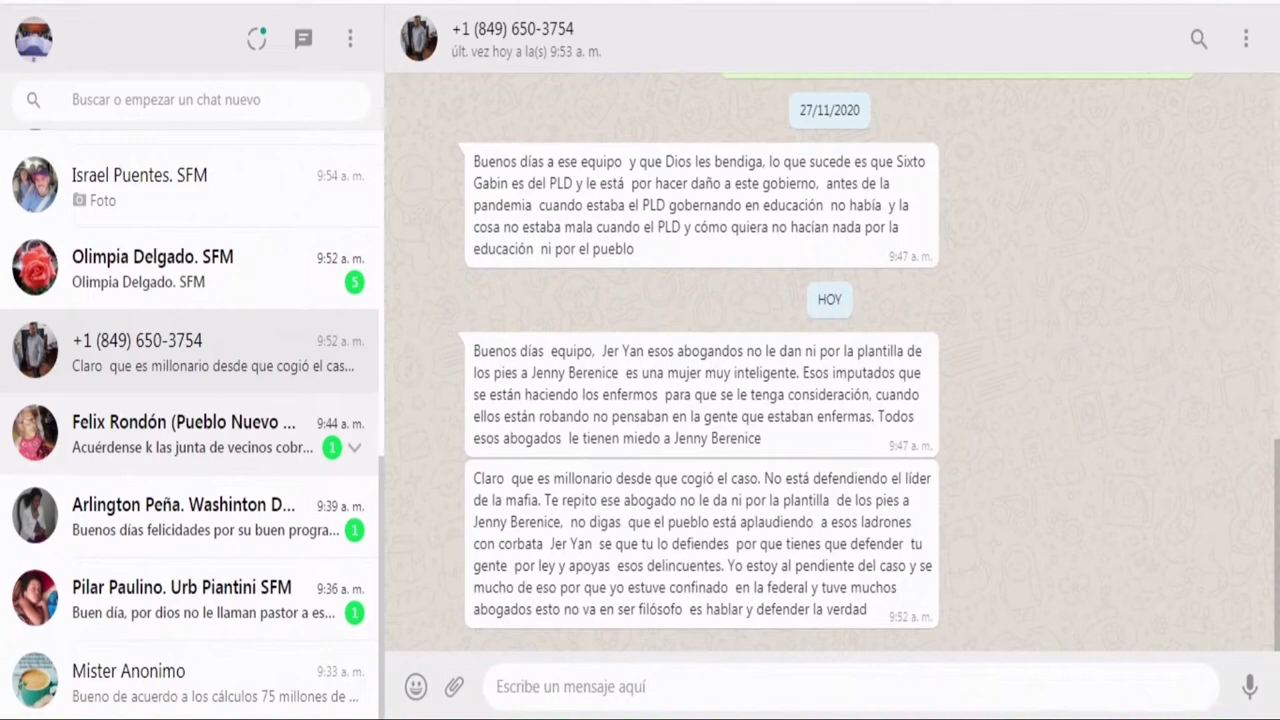 Buscar o empezar un chat nuevo
Israel Puentes. SFM
9:54 a. m.
Foto
Olimpia Delgado. SFM
9:52 a. m.
Olimpia Delgado. SFM
5
+1 (849) 650-3754
9:52 a. m.
Claro que es millonario desde que cogió el cas...
Felix Rondón (Pueblo Nuevo ...
9:44 a. m.
Acuérdense k las junta de vecinos cobr...
1
Arlington Peña. Washinton D...
9:39 a. m.
Buenos días felicidades por su buen progra...
1
Pilar Paulino. Urb Piantini SFM
9:36 a. m.
Buen día, por dios no le llaman pastor a es...
1
Mister Anonimo
9:33 a. m.
Bueno de acuerdo a los cálculos 75 millones de ...
+1 (849) 650-3754
últ. vez hoy a la(s) 9:53 a. m.
27/11/2020
Buenos días a ese equipo y que Dios les bendiga, lo que sucede es que Sixto
Gabin es del PLD y le está por hacer daño a este gobierno, antes de la
pandemia cuando estaba el PLD gobernando en educación no había y la
cosa no estaba mala cuando el PLD y cómo quiera no hacían nada por la
educación ni por el pueblo
9:47 a. m.
HOY
Buenos días equipo, Jer Yan esos abogandos no le dan ni por la plantilla de
los pies a Jenny Berenice es una mujer muy inteligente. Esos imputados que
se están haciendo los enfermos para que se le tenga consideración, cuando
ellos están robando no pensaban en la gente que estaban enfermas. Todos
esos abogados le tienen miedo a Jenny Berenice
9:47 a. m.
Claro que es millonario desde que cogió el caso. No está defendiendo el líder
de la mafia. Te repito ese abogado no le da ni por la plantilla de los pies a
Jenny Berenice, no digas que el pueblo está aplaudiendo a esos ladrones
con corbata Jer Yan se que tu lo defiendes por que tienes que defender tu
gente por ley y apoyas esos delincuentes. Yo estoy al pendiente del caso y se
mucho de eso por que yo estuve confinado en la federal y tuve muchos
abogados esto no va en ser filósofo es hablar y defender la verdad
9:52 a. m.
Escribe un mensaje aquí